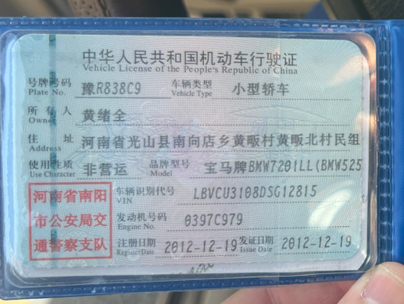 中华人民共和国机动车行驶证
Vehicle License of the People's Republic of China
号牌号码 豫R838C9 车辆类型 小型轿车
Plate No. Vehicle Type
所有人 黄绪全
Owner
住址 河南省光山县南向店乡黄畈村黄畈北村民组
Address
使用性质 非营运 品牌型号 宝马牌BMW7201LL(BMW525
Use Character Model
河南省南阳
市公安局交
通警察支队
车辆识别代号 LBVCU3108DSG12815
VIN
发动机号码 0397C979
Engine No.
注册日期 2012-12-19 发证日期 2012-12-19
Register Date Issue Date